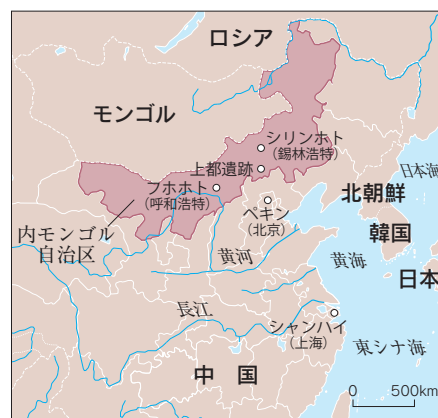 ロシア
モンゴル
シリンホト
(錫林浩特)
上都遺跡
フホホト
(呼和浩特)
日本海
北朝鮮
ペキン
(北京)
内モンゴル
自治区
韓国
黄河
黄海
日本
長江
シャンハイ
(上海)
東シナ海
中国
0 500km